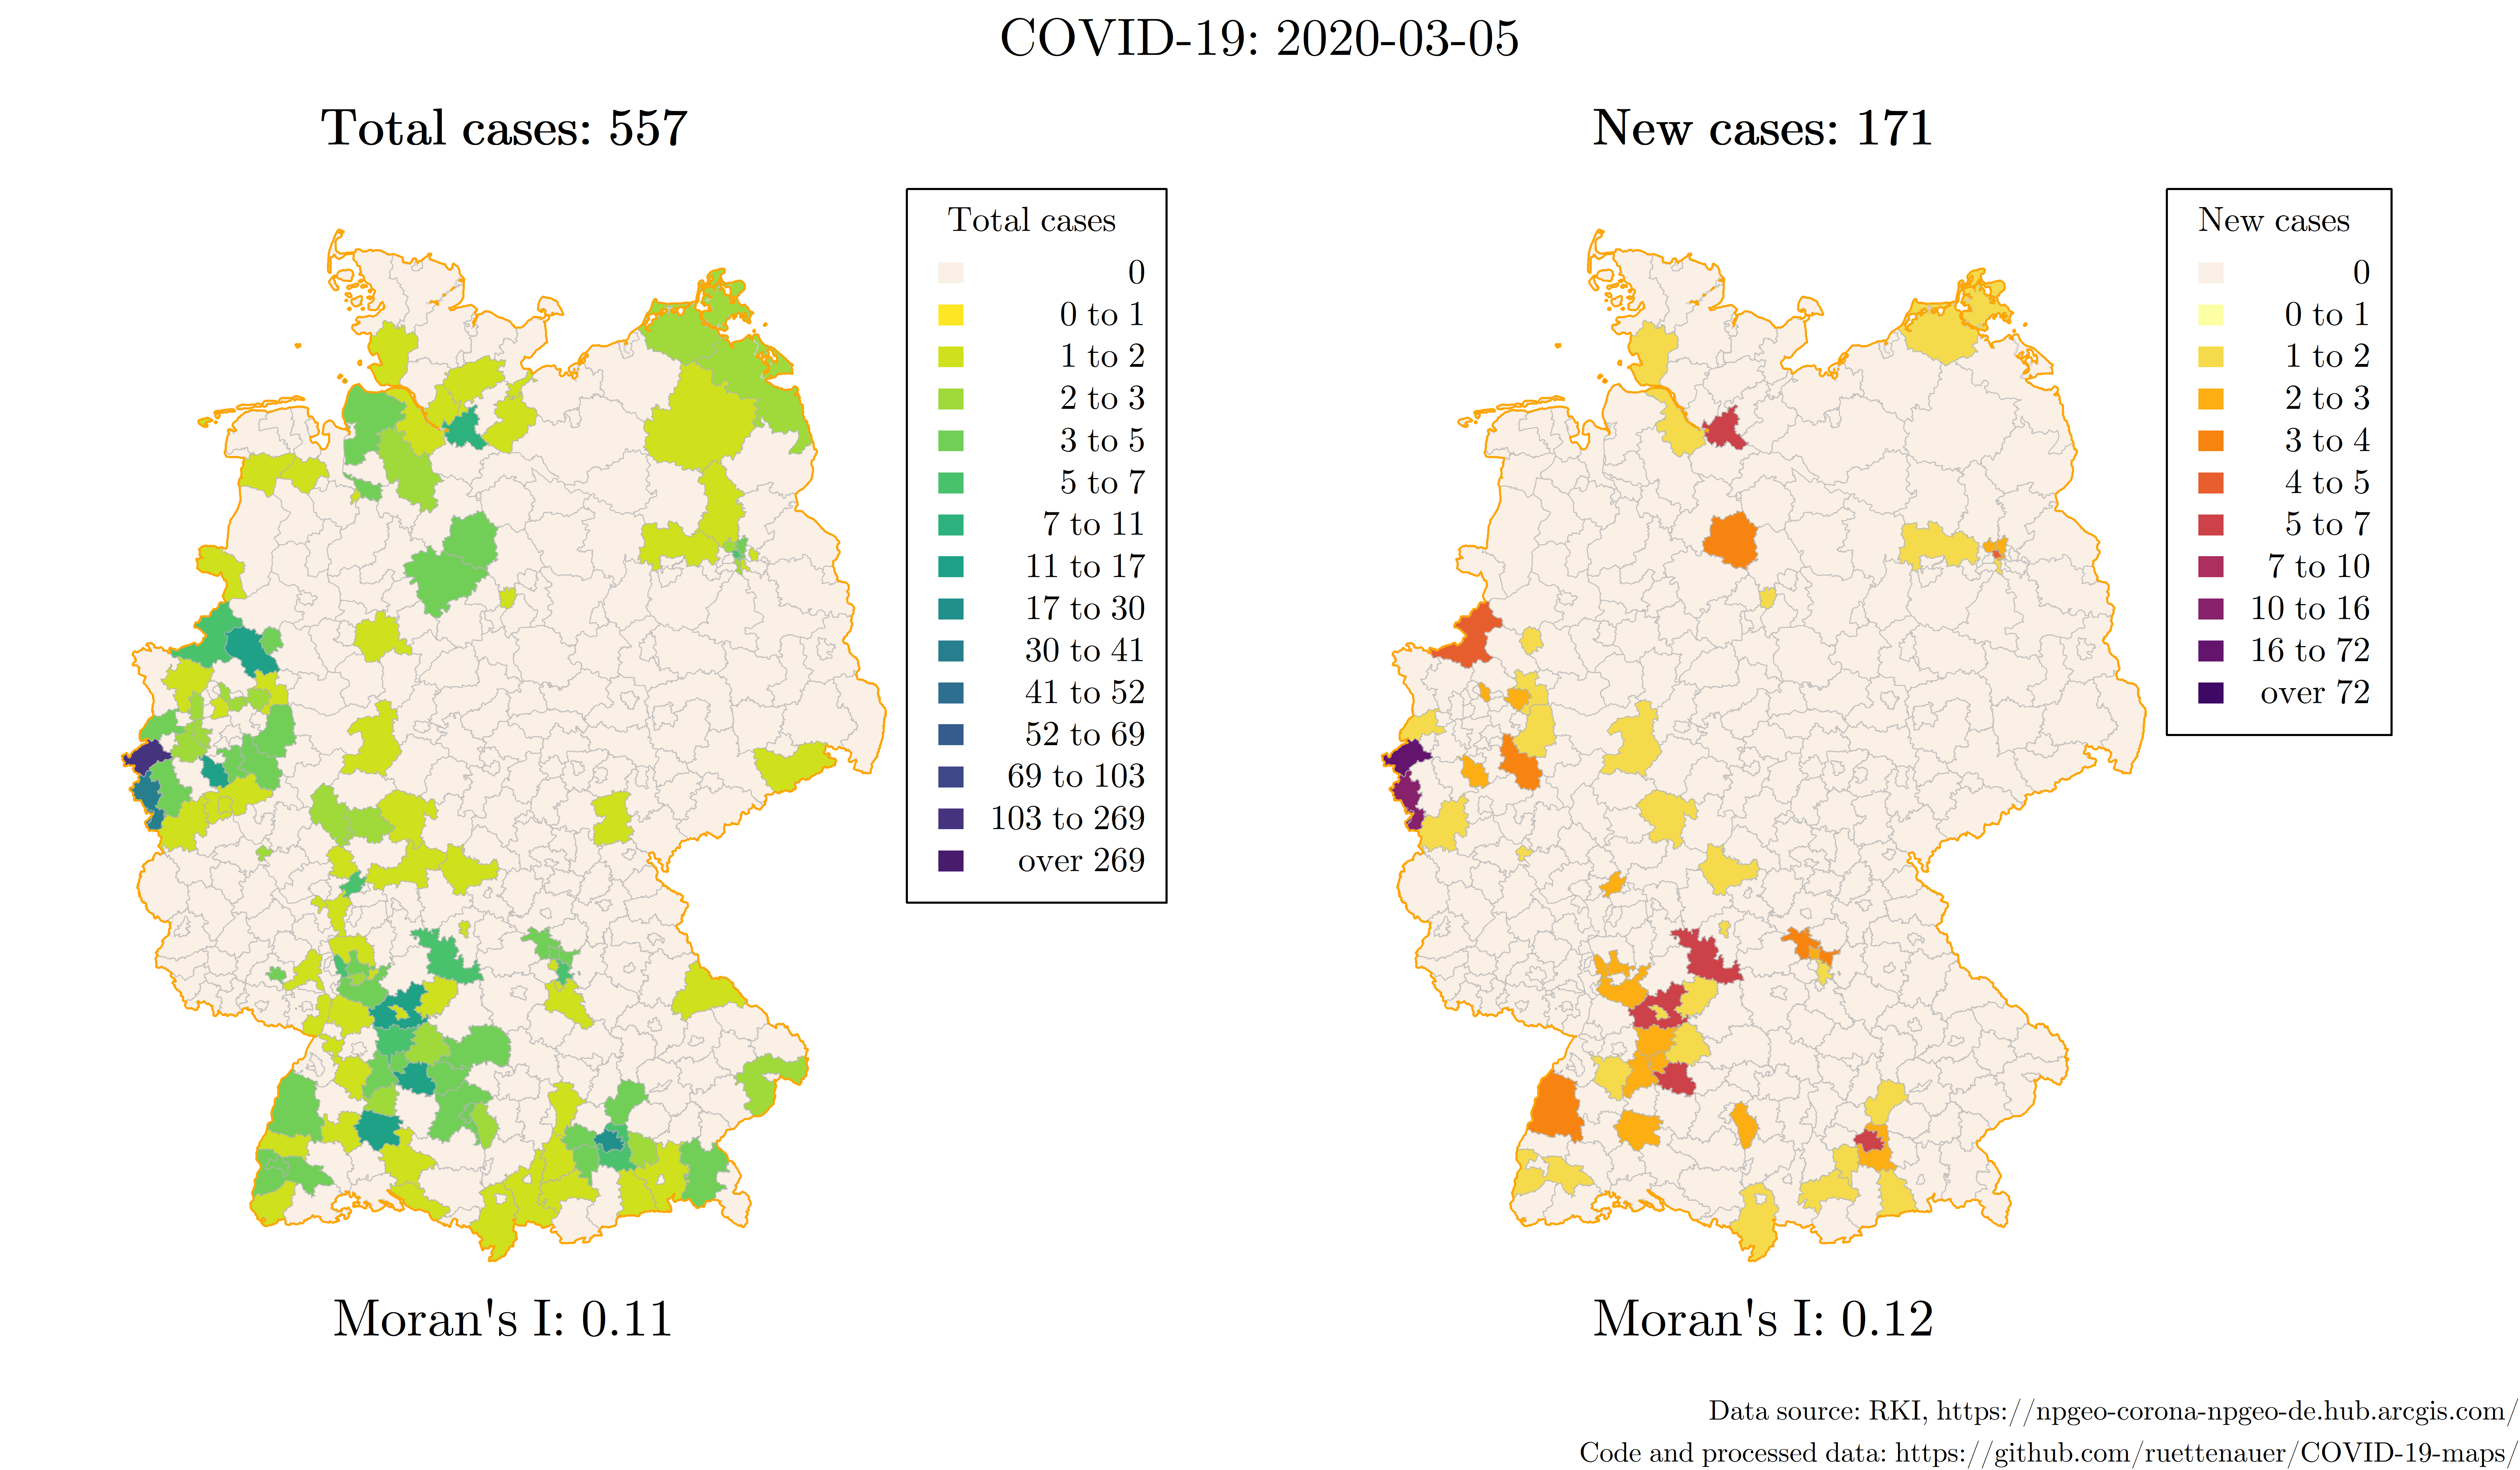 COVID-19: 2020-03-05
Total cases: 557
Total cases
0
0 to 1
1 to 2
2 to 3
3 to 5
5 to 7
7 to 11
11 to 17
17 to 30
30 to 41
41 to 52
52 to 69
69 to 103
103 to 269
over 269
Moran's I: 0.11
New cases: 171
New cases
0
0 to 1
1 to 2
2 to 3
3 to 4
4 to 5
5 to 7
7 to 10
10 to 16
16 to 72
over 72
Moran's I: 0.12
Data source: RKI, https://npgeo-corona-npgeo-de.hub.arcgis.com/
Code and processed data: https://github.com/ruettenauer/COVID-19-maps/